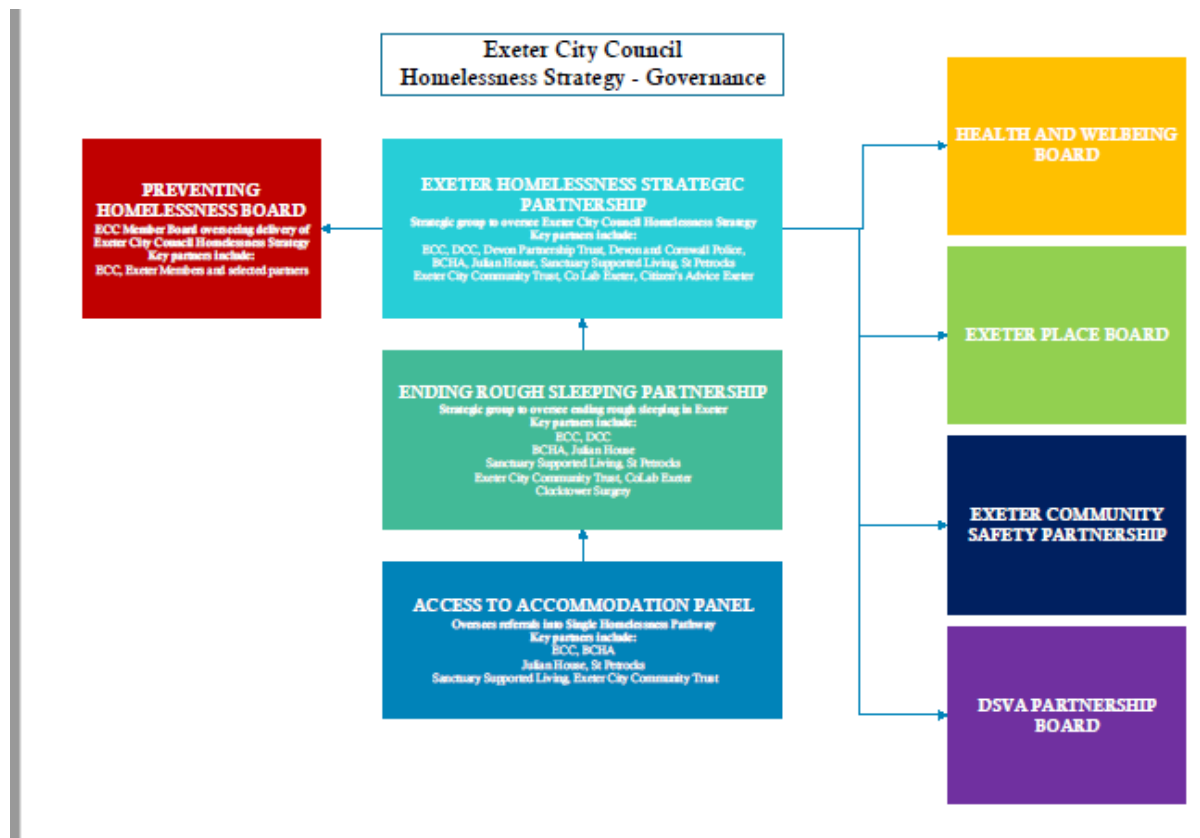 Exeter City Council
Homelessness Strategy - Governance
PREVENTING
HOMELESSNESS BOARD
ECC Member Board overseeing delivery of
Exeter City Council Homelessness Strategy
Key partners include:
ECC, Exeter Members and selected partners
EXETER HOMELESSNESS STRATEGIC
PARTNERSHIP
Strategic group to oversee Exeter City Council Homelessness Strategy
Key partners include:
ECC, DCC, Devon Partnership Trust, Devon and Cornwall Police,
BCHA, Julian House, Sanctuary Supported Living, St Petrocks
Exeter City Community Trust, Co Lab Exeter, Citizen's Advice Exeter
ENDING ROUGH SLEEPING PARTNERSHIP
Strategic group to oversee ending rough sleeping in Exeter
Key partners include:
ECC, DCC
BCHA, Julian House
Sanctuary Supported Living, St Petrocks
Exeter City Community Trust, CoLab Exeter
Clocktower Surgery
ACCESS TO ACCOMMODATION PANEL
Oversees referrals into Single Homelessness Pathway
Key partners include:
ECC, BCHA
Julian House, St Petrocks
Sanctuary Supported Living, Exeter City Community Trust
HEALTH AND WELBEING
BOARD
EXETER PLACE BOARD
EXETER COMMUNITY
SAFETY PARTNERSHIP
DSVA PARTNERSHIP
BOARD